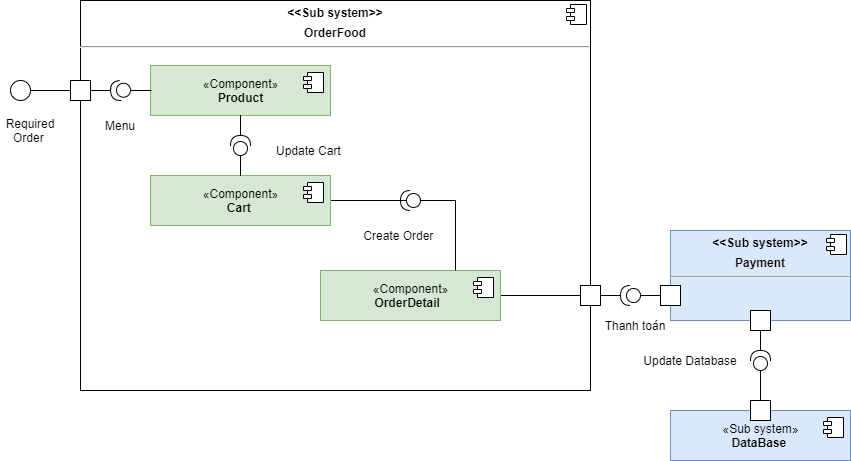 <<Sub system>>
OrderFood
«Component»
Product
Required
Order
Menu
Update Cart
«Component»
Cart
Create Order
<<Sub system>>
Payment
«Component»
OrderDetail
Thanh toán
Update Database
«Sub system»
DataBase